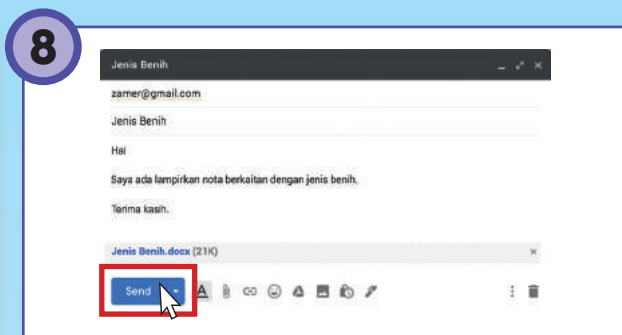 8
Jenis Benih
zamer@gmail.com
Jenis Benih
Hai
Saya ada lampirkan nota berkaitan dengan jenis benih.
Terima kasih.
Jenis Benih.docx (21K)
Send